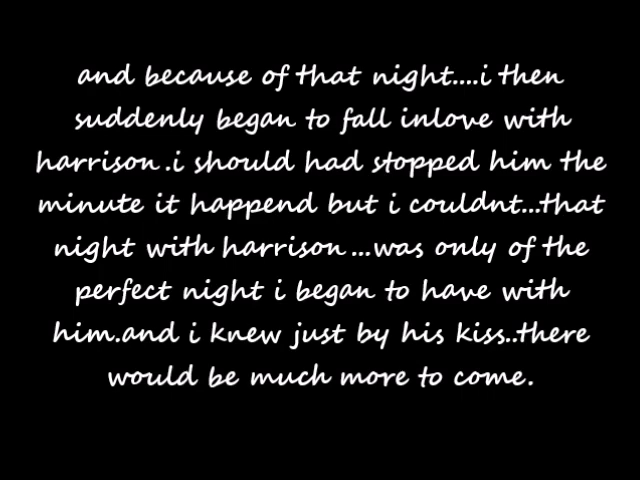 and because of that night....i then
suddenly began to fall inlove with
harrison.i should had stopped him the
minute it happend but i couldnt...that
night with harrison...was only of the
perfect night i began to have with
him.and i knew just by his kiss..there
would be much more to come.